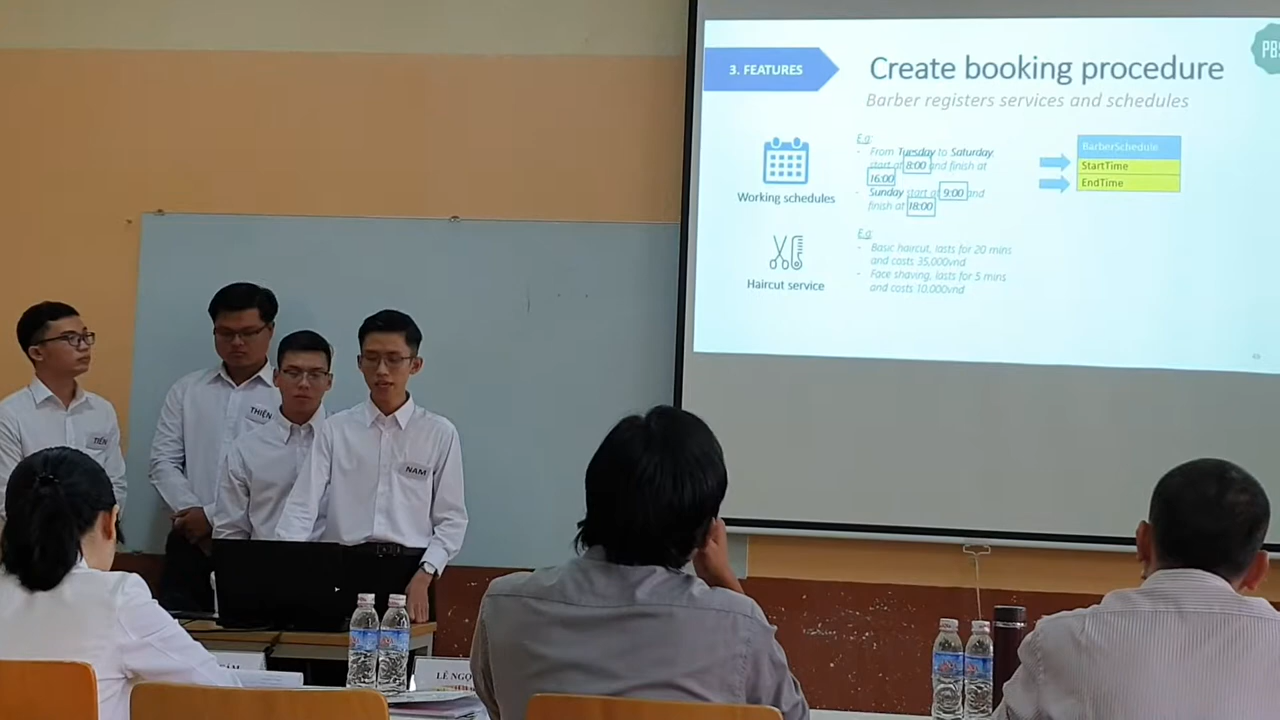 3. FEATURES
Create booking procedure
PBS
Barber registers services and schedules
Working schedules
E.g:
- From Tuesday to Saturday
start at 8:00 and finish at
16:00
- Sunday start at 9:00 and
finish at 18:00
BarberSchedule
StartTime
EndTime
Haircut service
E.g:
- Basic haircut, lasts for 20 mins
and costs 35,000vnd
- Face shaving, lasts for 5 mins
and costs 10,000vnd
TIẾN
THIỆN
NAM
LÊ NGỌ